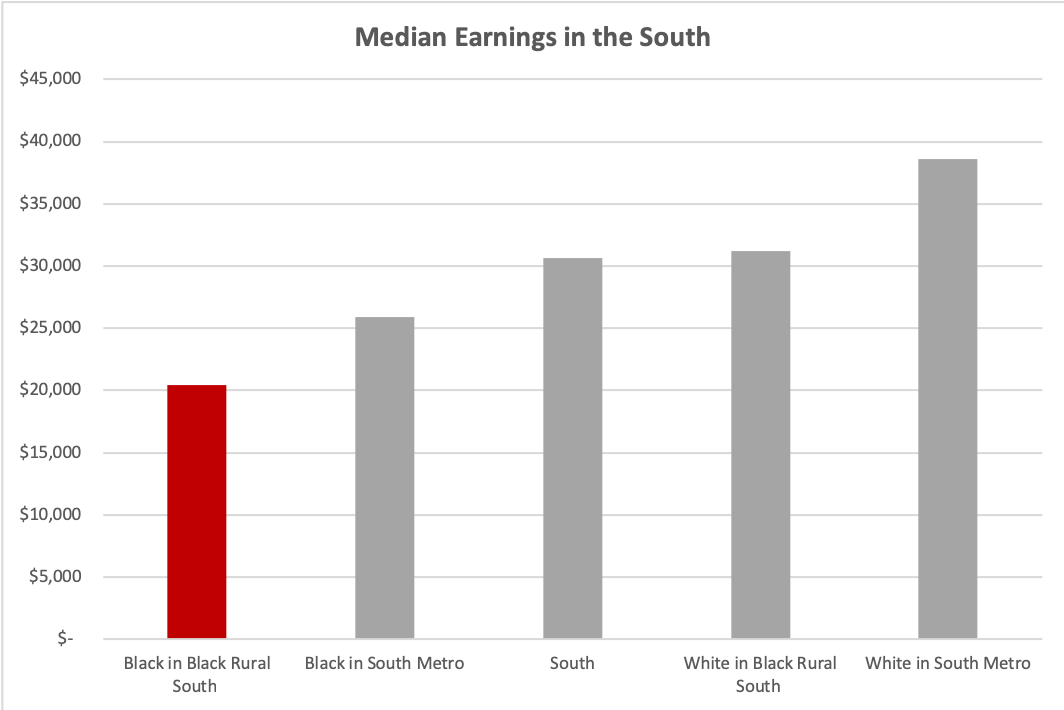 Median Earnings in the South
$45,000
$40,000
$35,000
$30,000
$25,000
$20,000
$15,000
$10,000
$5,000
$-
Black in Black Rural
South
Black in South Metro
South
White in Black Rural
South
White in South Metro